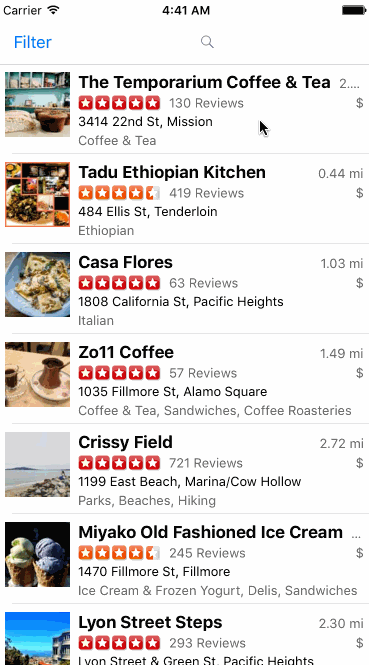 Carrier 4:41 AM
Filter
The Temporarium Coffee & Tea 2....
130 Reviews $
3414 22nd St, Mission
Coffee & Tea
Tadu Ethiopian Kitchen 0.44 mi
419 Reviews $
484 Ellis St, Tenderloin
Ethiopian
Casa Flores 1.03 mi
63 Reviews $
1808 California St, Pacific Heights
Italian
Zo11 Coffee 1.49 mi
57 Reviews $
1035 Fillmore St, Alamo Square
Coffee & Tea, Sandwiches, Coffee Roasteries
Crissy Field 2.72 mi
721 Reviews $
1199 East Beach, Marina/Cow Hollow
Parks, Beaches, Hiking
Miyako Old Fashioned Ice Cream ...
245 Reviews $
1470 Fillmore St, Fillmore
Ice Cream & Frozen Yogurt, Delis, Sandwiches
Lyon Street Steps 2.30 mi
293 Reviews $
Lyon Street & Green St, Pacific Heights